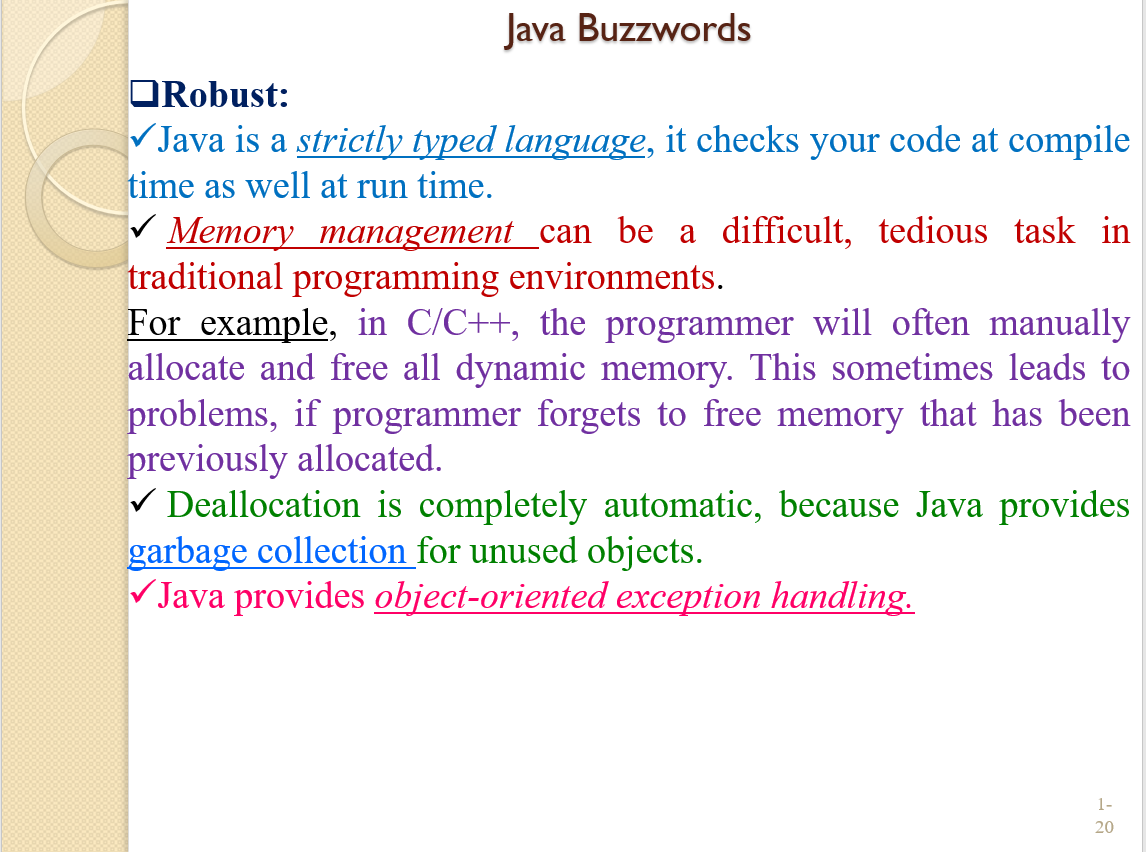 Java Buzzwords
❑Robust:
✓Java is a strictly typed language, it checks your code at compile
time as well at run time.
✓ Memory management can be a difficult, tedious task in
traditional programming environments.
For example, in C/C++, the programmer will often manually
allocate and free all dynamic memory. This sometimes leads to
problems, if programmer forgets to free memory that has been
previously allocated.
✓ Deallocation is completely automatic, because Java provides
garbage collection for unused objects.
✓Java provides object-oriented exception handling.
1-
20